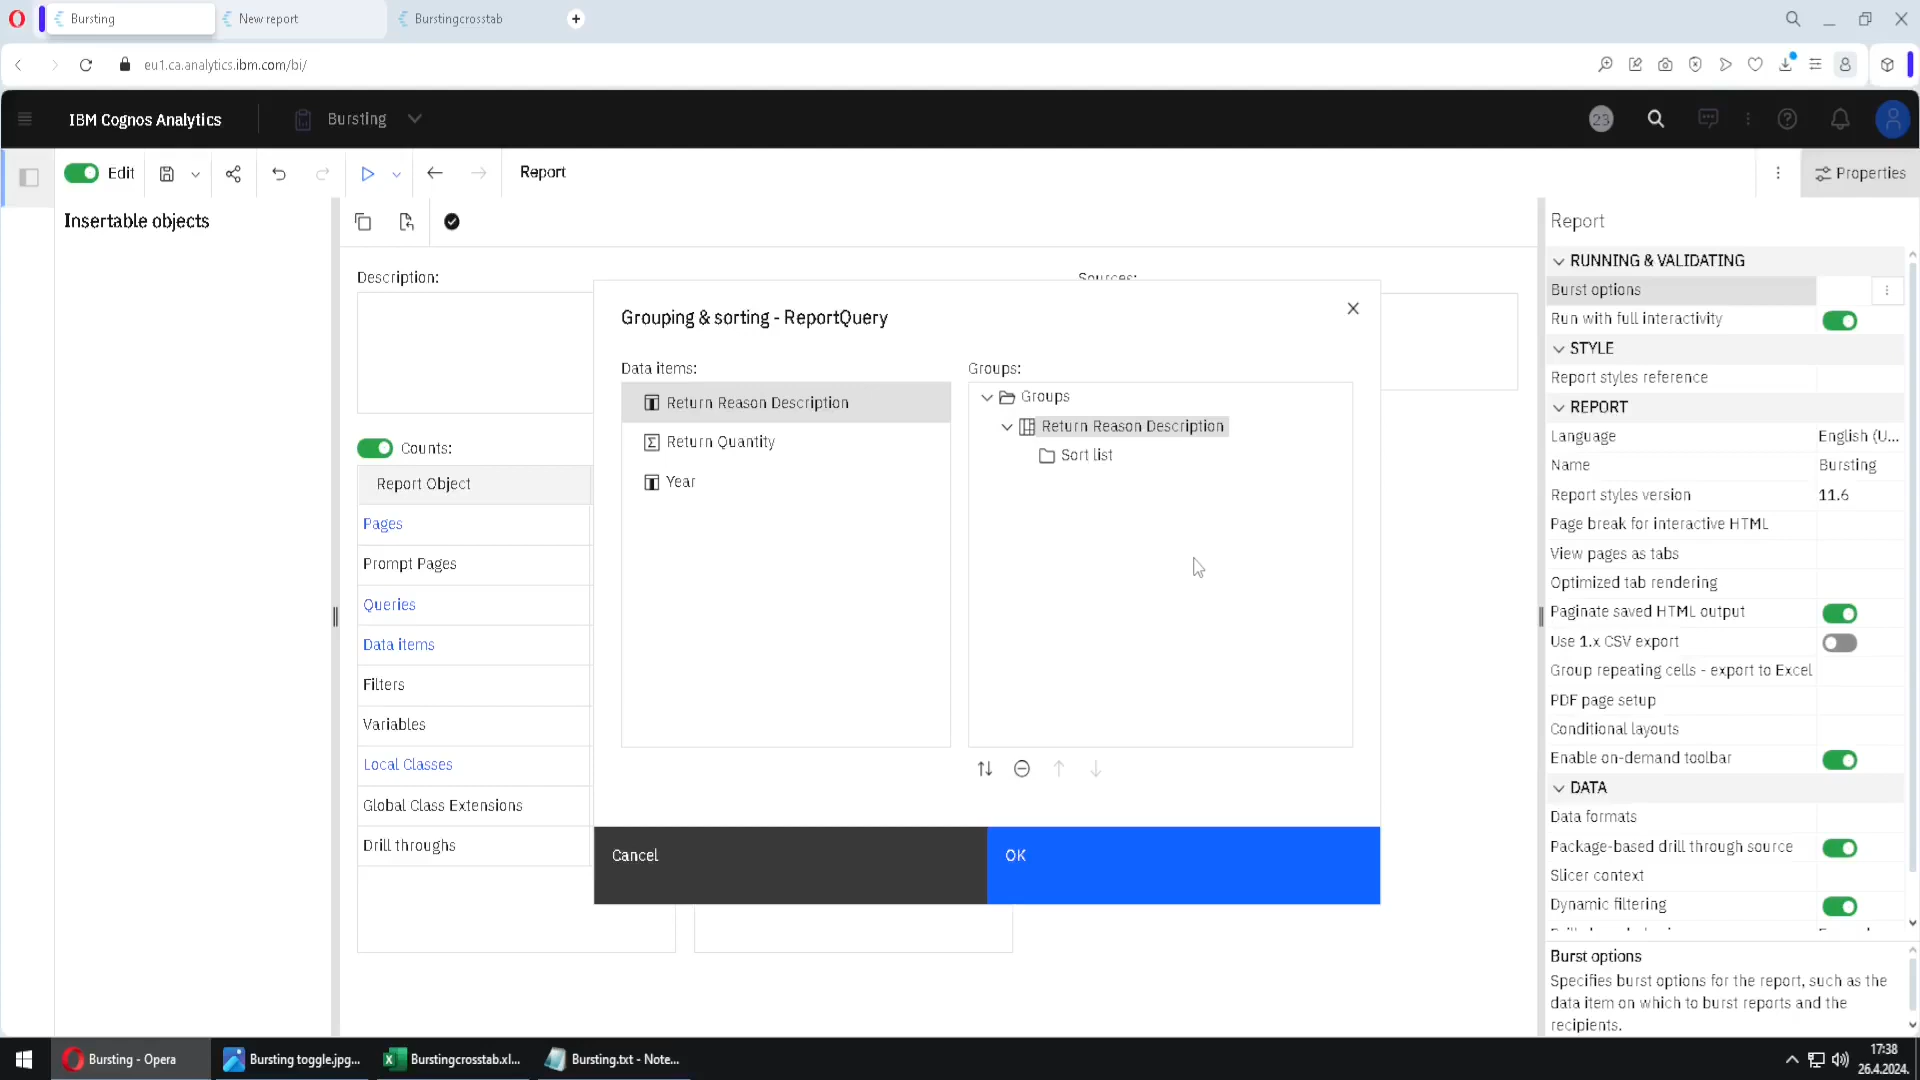 Bursting
New report
Burstingcrosstab
eu1.ca.analytics.ibm.com/bi/
IBM Cognos Analytics
Bursting
23
Edit
Report
Properties
Insertable objects
Report
Description:
Sources:
RUNNING & VALIDATING
Burst options
Run with full interactivity
STYLE
Report styles reference
REPORT
Language
English (U...
Name
Bursting
Report styles version
11.6
Page break for interactive HTML
View pages as tabs
Optimized tab rendering
Paginate saved HTML output
Use 1.x CSV export
Group repeating cells - export to Excel
PDF page setup
Conditional layouts
Enable on-demand toolbar
DATA
Data formats
Package-based drill through source
Slicer context
Dynamic filtering
Burst options
Specifies burst options for the report, such as the
data item on which to burst reports and the
recipients.
Counts:
Report Object
Pages
Prompt Pages
Queries
Data items
Filters
Variables
Local Classes
Global Class Extensions
Drill throughs
Grouping & sorting - ReportQuery
Data items:
Return Reason Description
Return Quantity
Year
Groups:
Groups
Return Reason Description
Sort list
Cancel
OK
Bursting - Opera
Bursting toggle.jpg...
Burstingcrosstab.xl...
Bursting.txt - Note...
17:38
26.4.2024.